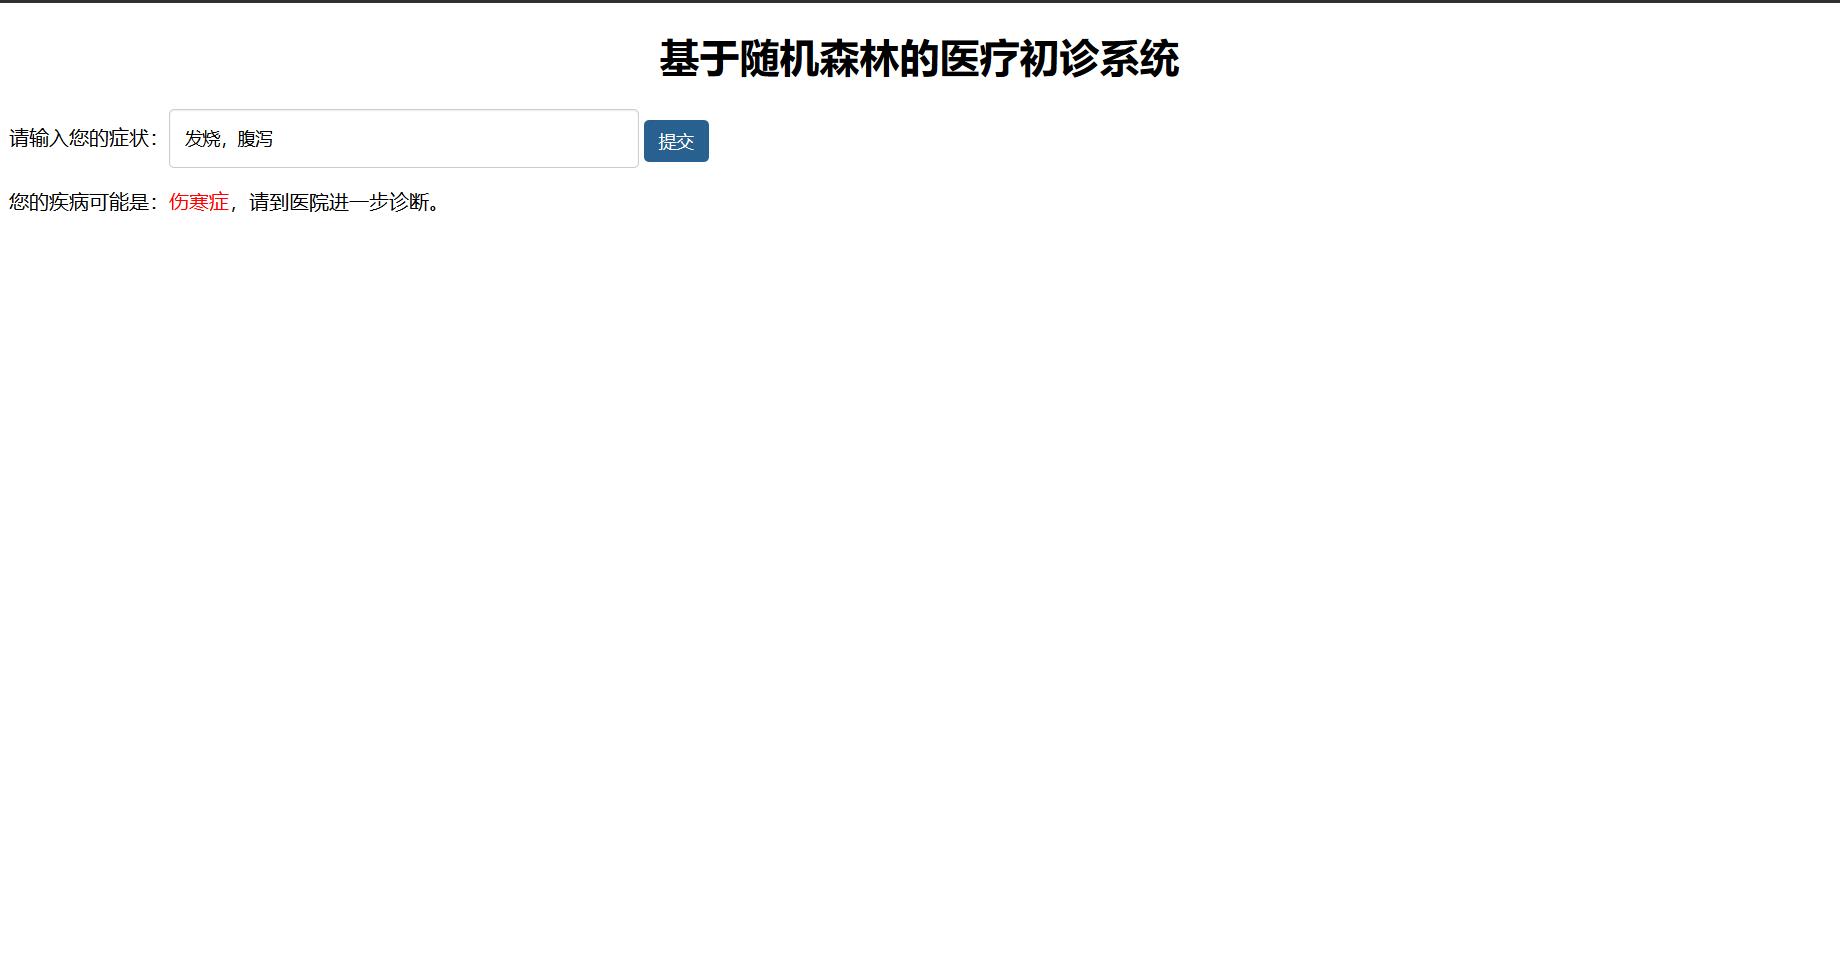 基于随机森林的医疗初诊系统
请输入您的症状： 发烧，腹泻 提交
您的疾病可能是：伤寒症，请到医院进一步诊断。